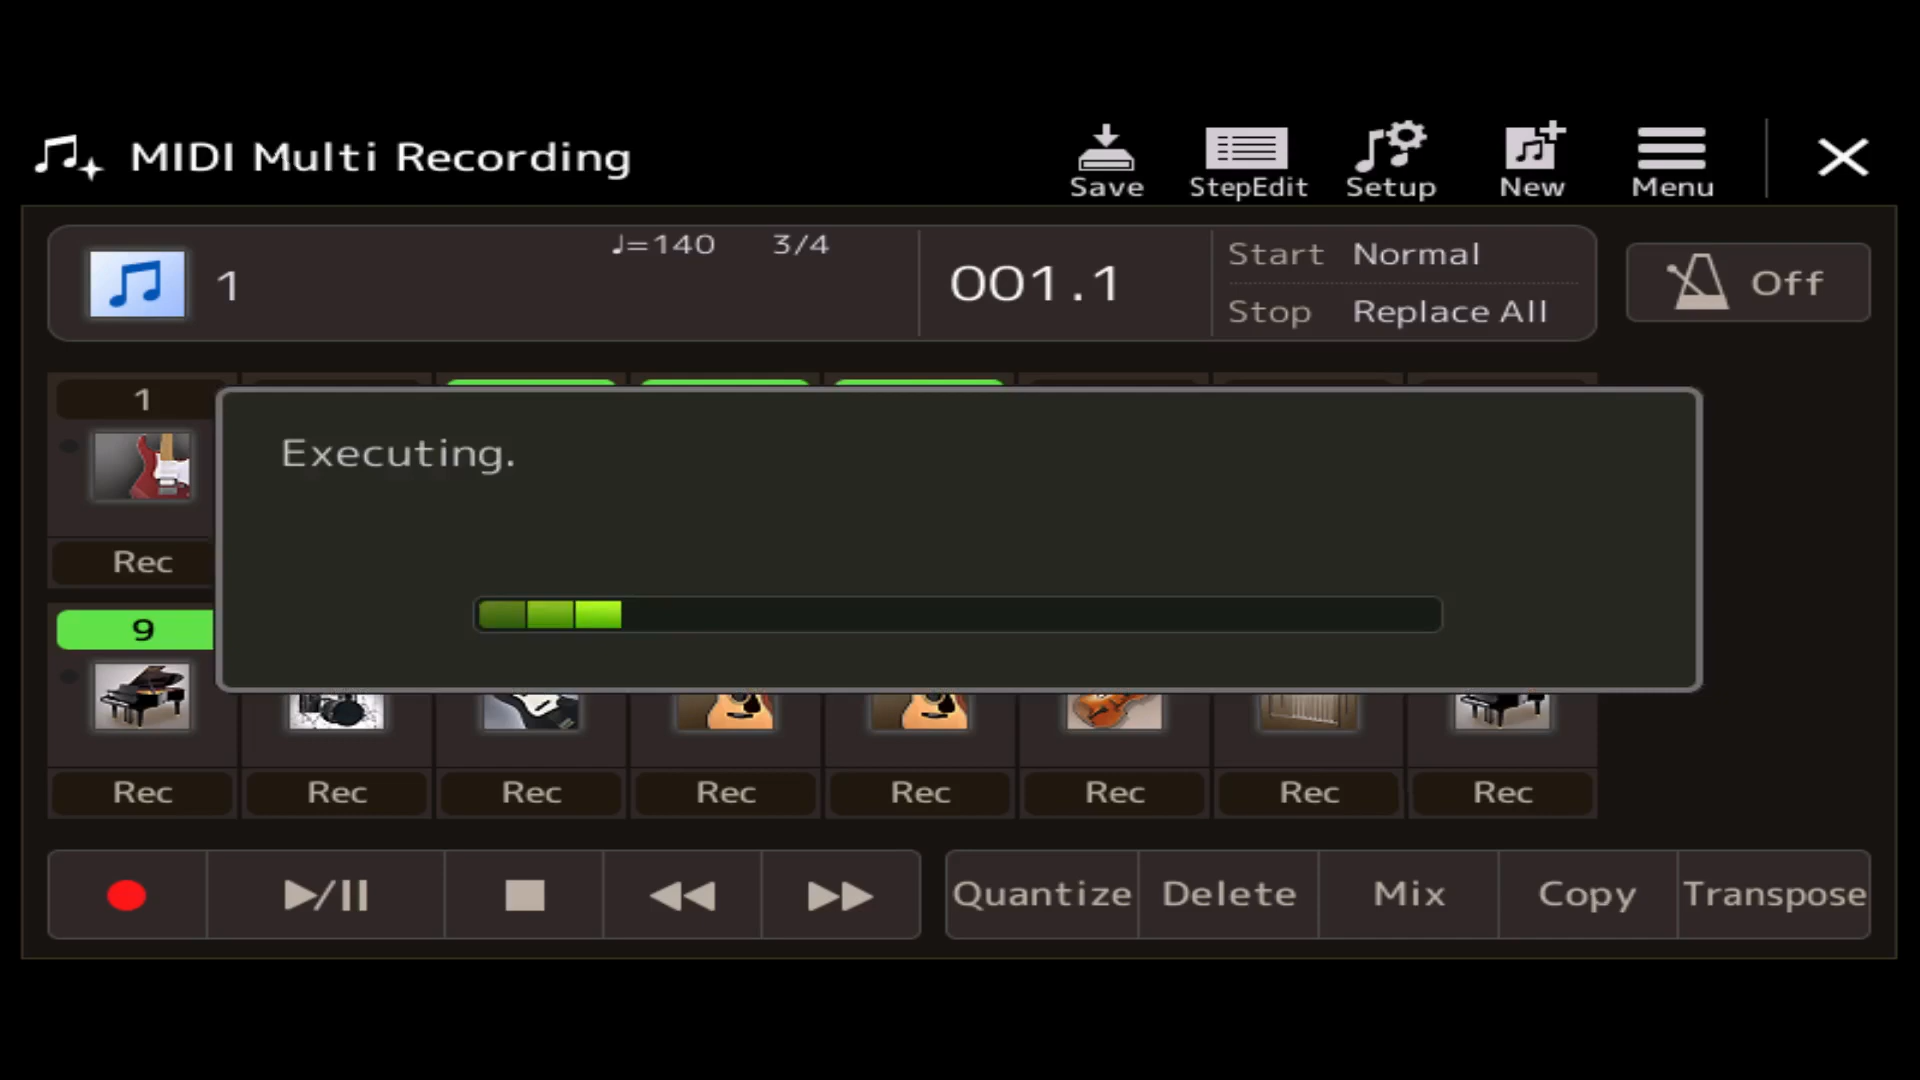 MIDI Multi Recording
Save StepEdit Setup New Menu
1 ♩=140 3/4 001.1 Start Normal
Stop Replace All
Off
1
Executing.
Rec
9
Rec Rec Rec Rec Rec Rec Rec Rec
Quantize Delete Mix Copy Transpose